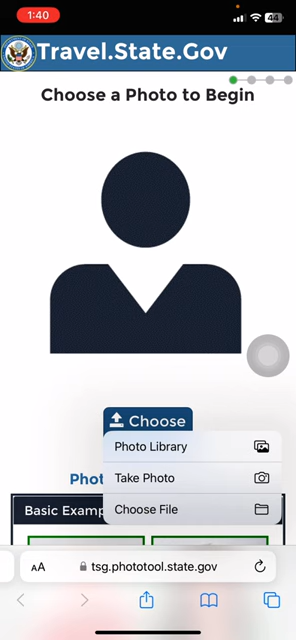 1:40
44
Travel.State.Gov
Choose a Photo to Begin
Choose
Photo Library
Take Photo
Choose File
Phot
Basic Examp
AA
tsg.phototool.state.gov